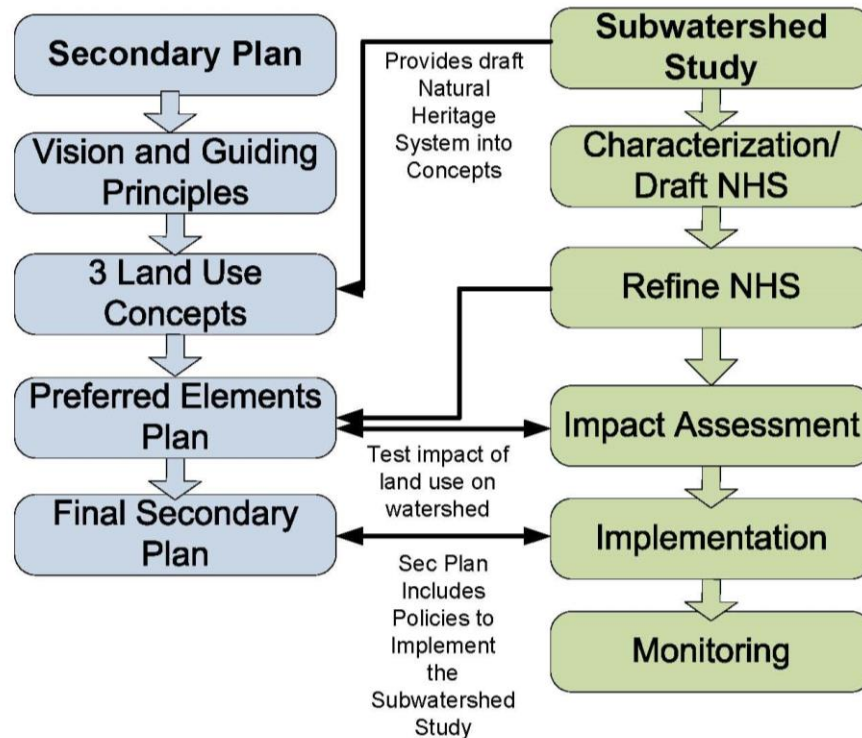 Secondary Plan
Vision and Guiding
Principles
3 Land Use
Concepts
Preferred Elements
Plan
Final Secondary
Plan
Provides draft
Natural
Heritage
System into
Concepts
Test impact of
land use on
watershed
Sec Plan
Includes
Policies to
Implement
the
Subwatershed
Study
Subwatershed
Study
Characterization/
Draft NHS
Refine NHS
Impact Assessment
Implementation
Monitoring